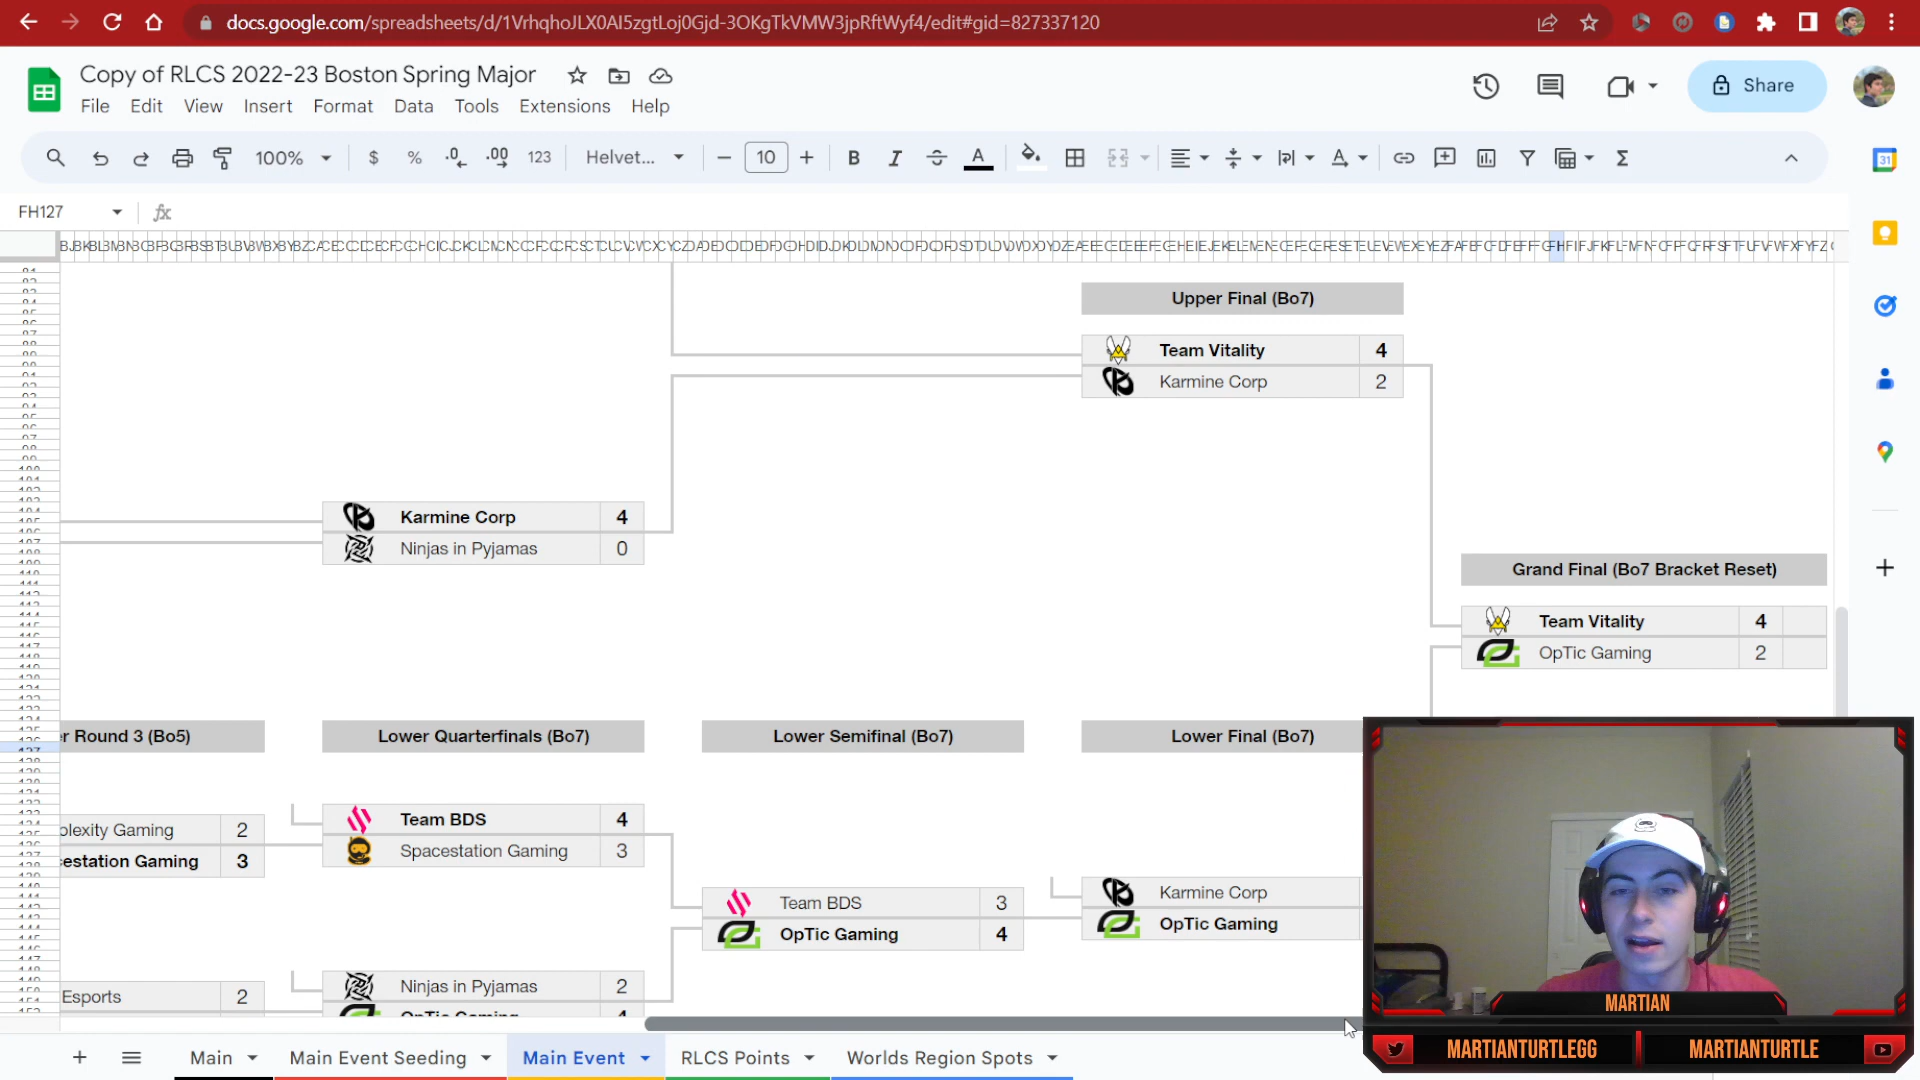 docs.google.com/spreadsheets/d/1VrhqhoJLX0AI5zgtLoj0Gjd-3OKgTkVMW3jpRftWyf4/edit#gid=827337120
Copy of RLCS 2022-23 Boston Spring Major
File Edit View Insert Format Data Tools Extensions Help
Share
100% $ % .0 .00 123 Helvet... 10 B I A
31
FH127 fx
Upper Final (Bo7)
Team Vitality 4
Karmine Corp 2
Karmine Corp 4
Ninjas in Pyjamas 0
Grand Final (Bo7 Bracket Reset)
Team Vitality 4
OpTic Gaming 2
r Round 3 (Bo5)
Lower Quarterfinals (Bo7)
Lower Semifinal (Bo7)
Lower Final (Bo7)
plexity Gaming 2
cestation Gaming 3
Team BDS 4
Spacestation Gaming 3
Team BDS 3
OpTic Gaming 4
Karmine Corp
OpTic Gaming
Esports 2
Ninjas in Pyjamas 2
OpTic Gaming 4
MARTIAN
MARTIANTURTLEGG
MARTIANTURTLE
Main
Main Event Seeding
Main Event
RLCS Points
Worlds Region Spots